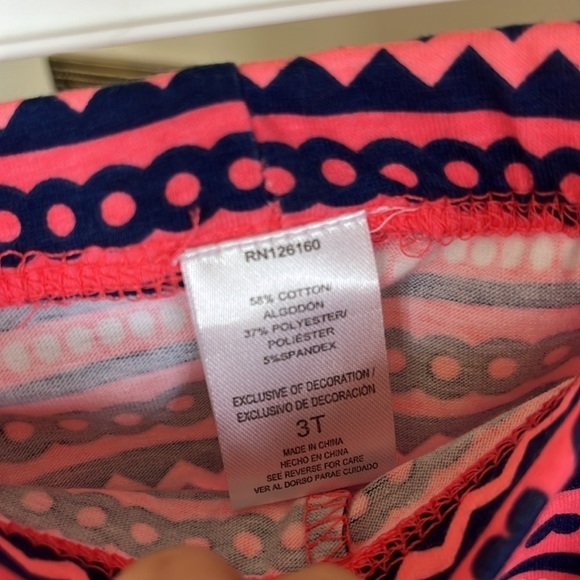 RN126160
58% COTTON/
ALGODÓN
37% POLYESTER/
POLIÉSTER
5%SPANDEX
EXCLUSIVE OF DECORATION/
EXCLUSIVO DE DECORACIÓN
3T
MADE IN CHINA
HECHO EN CHINA
SEE REVERSE FOR CARE
VER AL DORSO PARAE CUIDADO